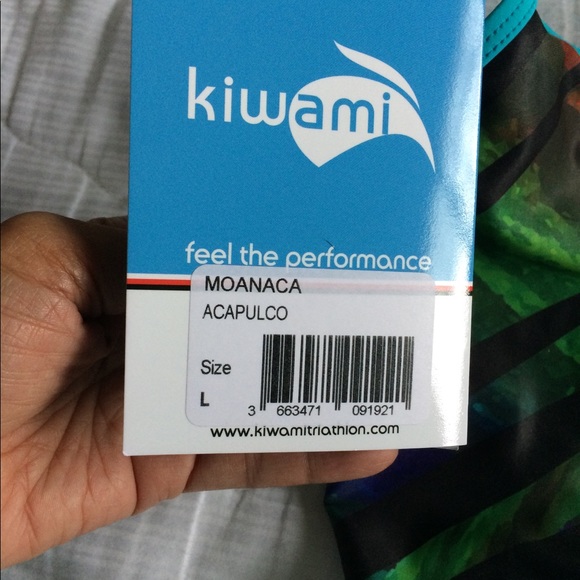 kiwami
feel the performance
MOANACA
ACAPULCO
Size
L
3 663471 091921
www.kiwamitriathlon.com